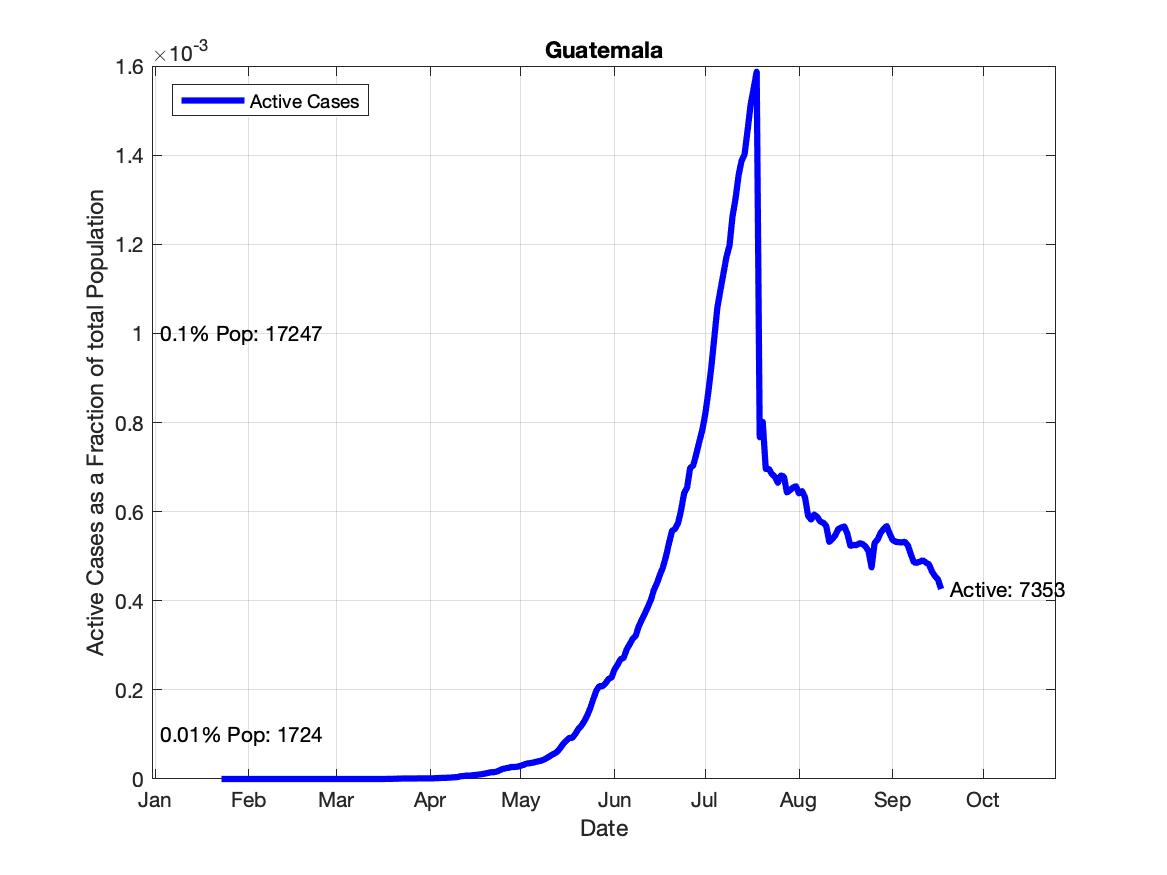 Guatemala
×10-3
1.6
1.4
1.2
1
0.8
0.6
0.4
0.2
0
Active Cases as a Fraction of total Population
Active Cases
0.1% Pop: 17247
0.01% Pop: 1724
Active: 7353
Jan Feb Mar Apr May Jun Jul Aug Sep Oct
Date